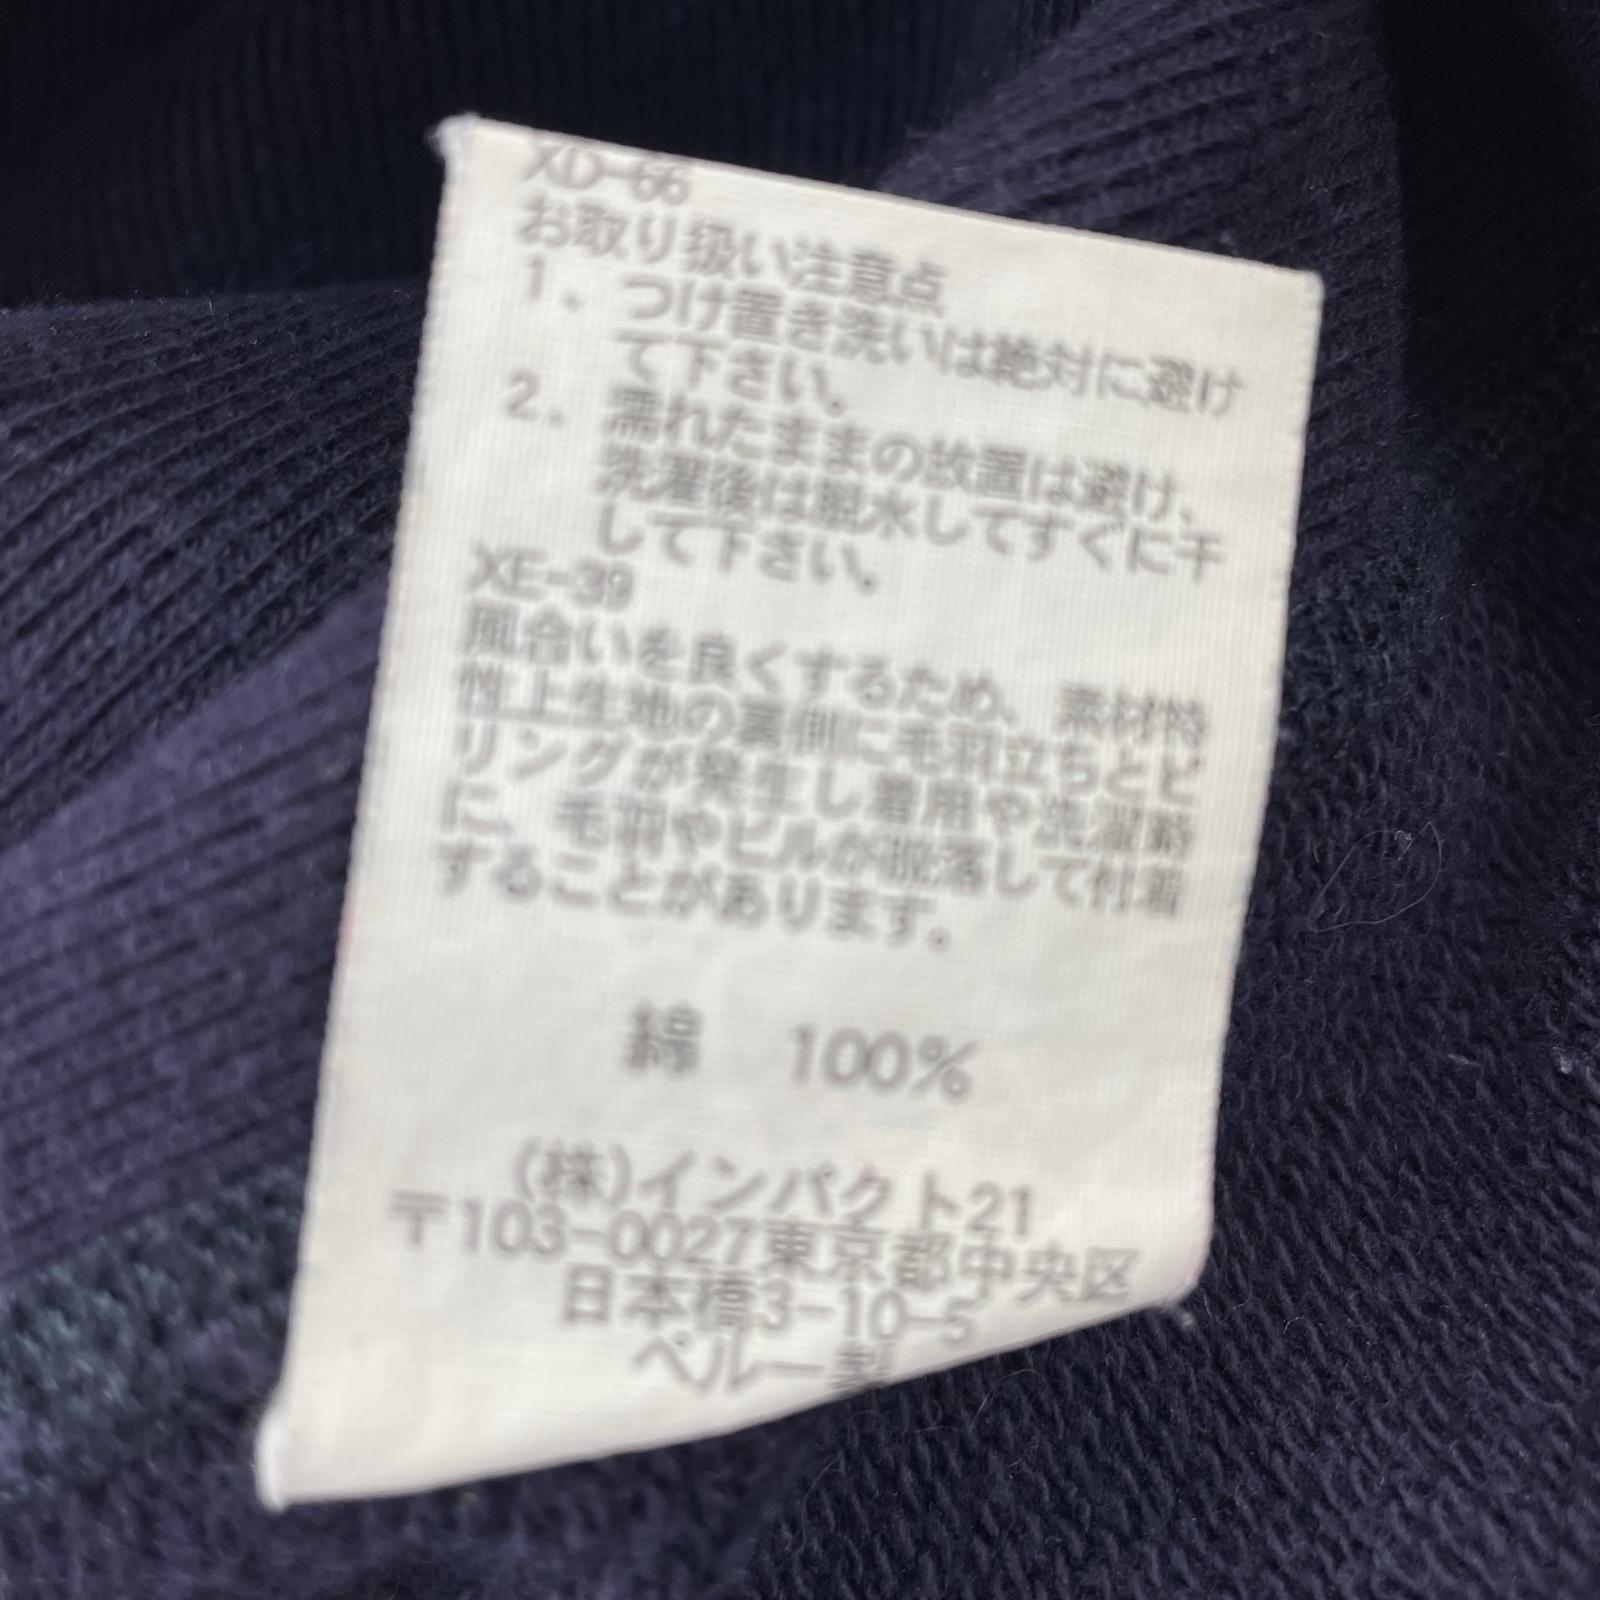 XD-66
お取り扱い注意点
1. つけ置き洗いは絶対に避け
て下さい。
2. 濡れたままの放置は避け、
洗濯後は脱水してすぐに干
して下さい。
XE-39
風合いを良くするため、素材特
性上生地の裏側に毛羽立ちとピ
リングが発生し着用や洗濯時
に、毛羽やピルが脱落して付着
することがあります。
綿 100%
(株)インパクト21
〒103-0027東京都中央区
日本橋3-10-5
ペルー製